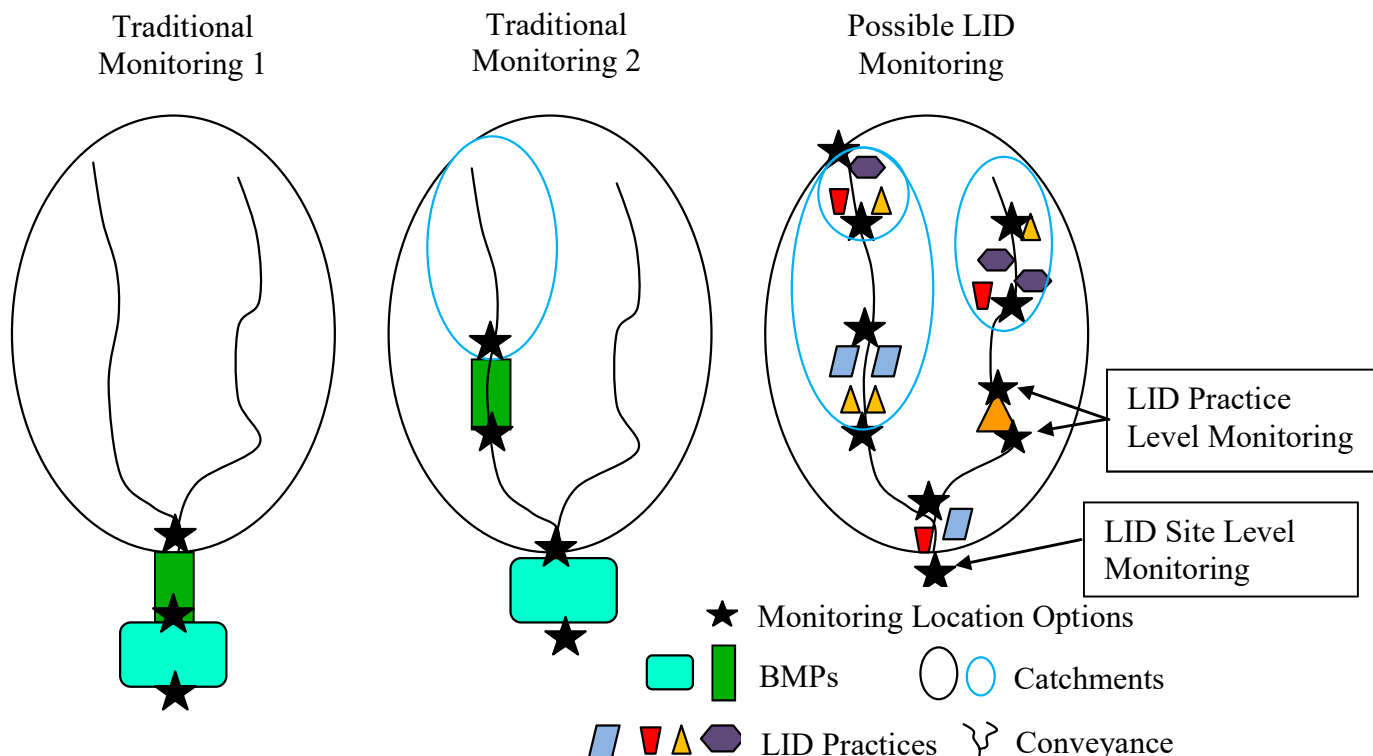 Traditional
Monitoring 1
Traditional
Monitoring 2
Possible LID
Monitoring
LID Practice
Level Monitoring
LID Site Level
Monitoring
Monitoring Location Options
BMPs
Catchments
LID Practices
Conveyance